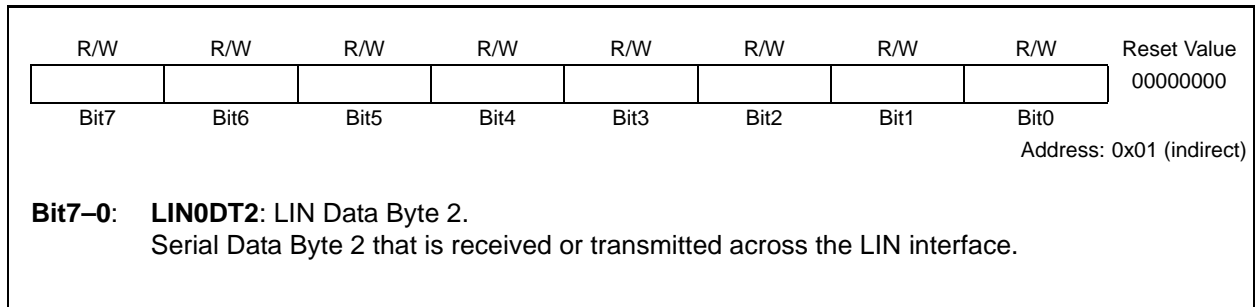 R/W R/W R/W R/W R/W R/W R/W R/W Reset Value
00000000
Bit7 Bit6 Bit5 Bit4 Bit3 Bit2 Bit1 Bit0
Address: 0x01 (indirect)
Bit7–0: LIN0DT2: LIN Data Byte 2.
Serial Data Byte 2 that is received or transmitted across the LIN interface.